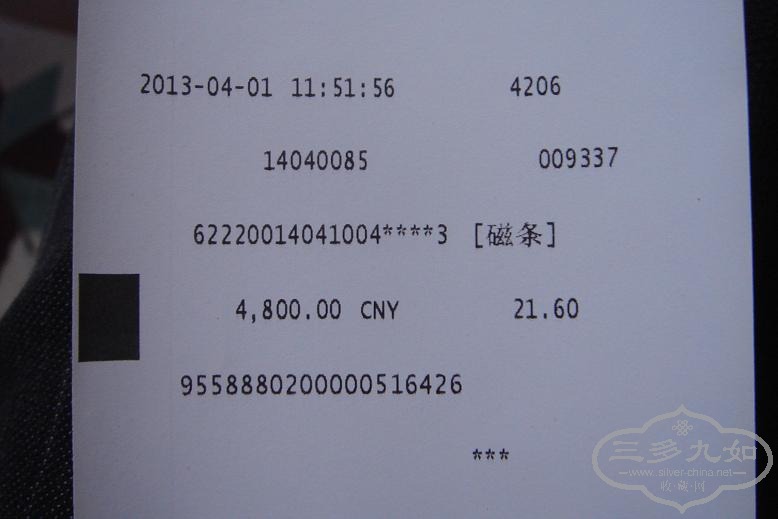 2013-04-01 11:51:56 4206
14040085 009337
62220014041004****3 [磁条]
4,800.00 CNY 21.60
9558880200000516426
***
三多九如
www.silver-china.net
收·藏·网